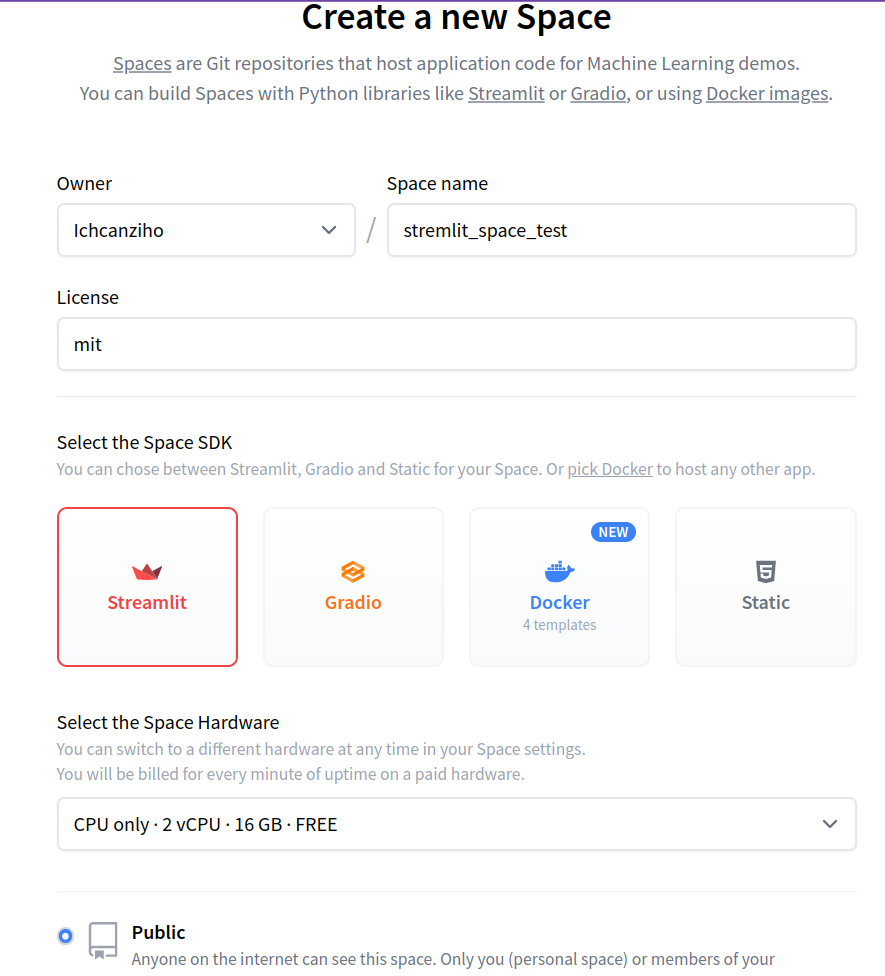 Create a new Space
Spaces are Git repositories that host application code for Machine Learning demos.
You can build Spaces with Python libraries like Streamlit or Gradio, or using Docker images.
Owner
Space name
Ichcanziho
/
stremlit_space_test
License
mit
Select the Space SDK
You can chose between Streamlit, Gradio and Static for your Space. Or pick Docker to host any other app.
Streamlit
Gradio
NEW
Docker
4 templates
Static
Select the Space Hardware
You can switch to a different hardware at any time in your Space settings.
You will be billed for every minute of uptime on a paid hardware.
CPU only · 2 vCPU · 16 GB · FREE
Public
Anyone on the internet can see this space. Only you (personal space) or members of your